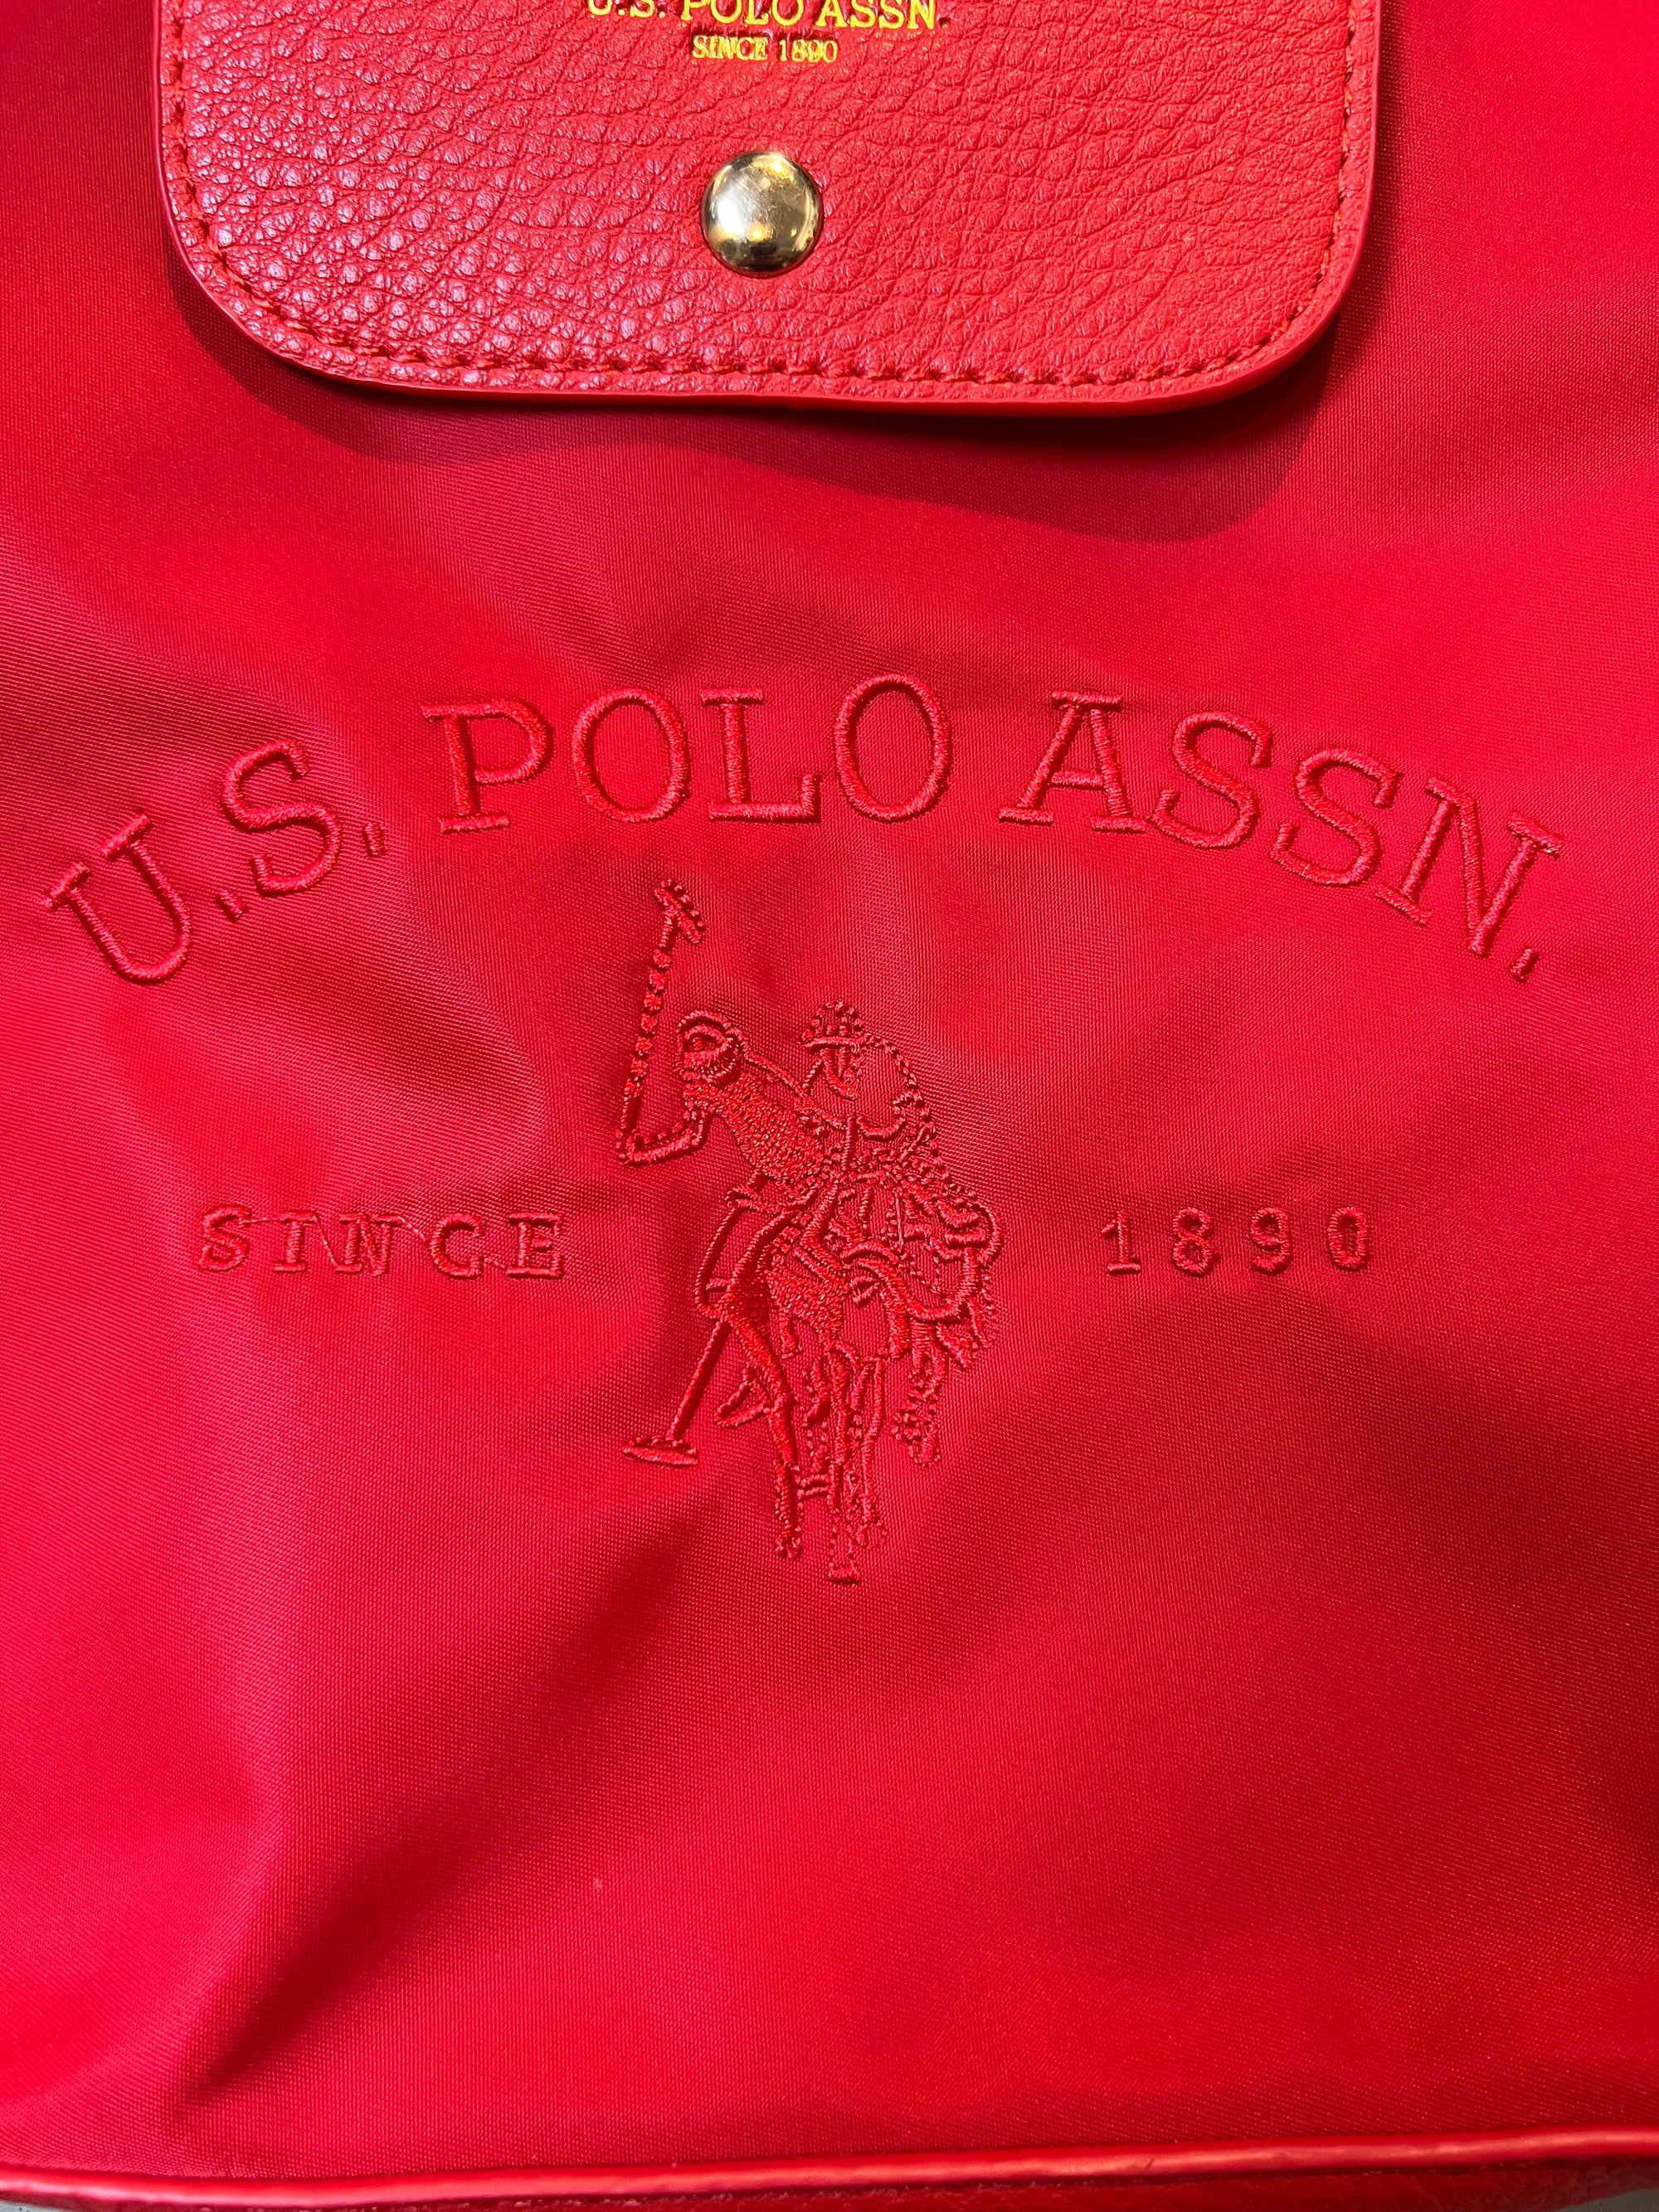 U.S. POLO ASSN.
SINCE 1890
U.S. POLO ASSN.
SINCE 1890